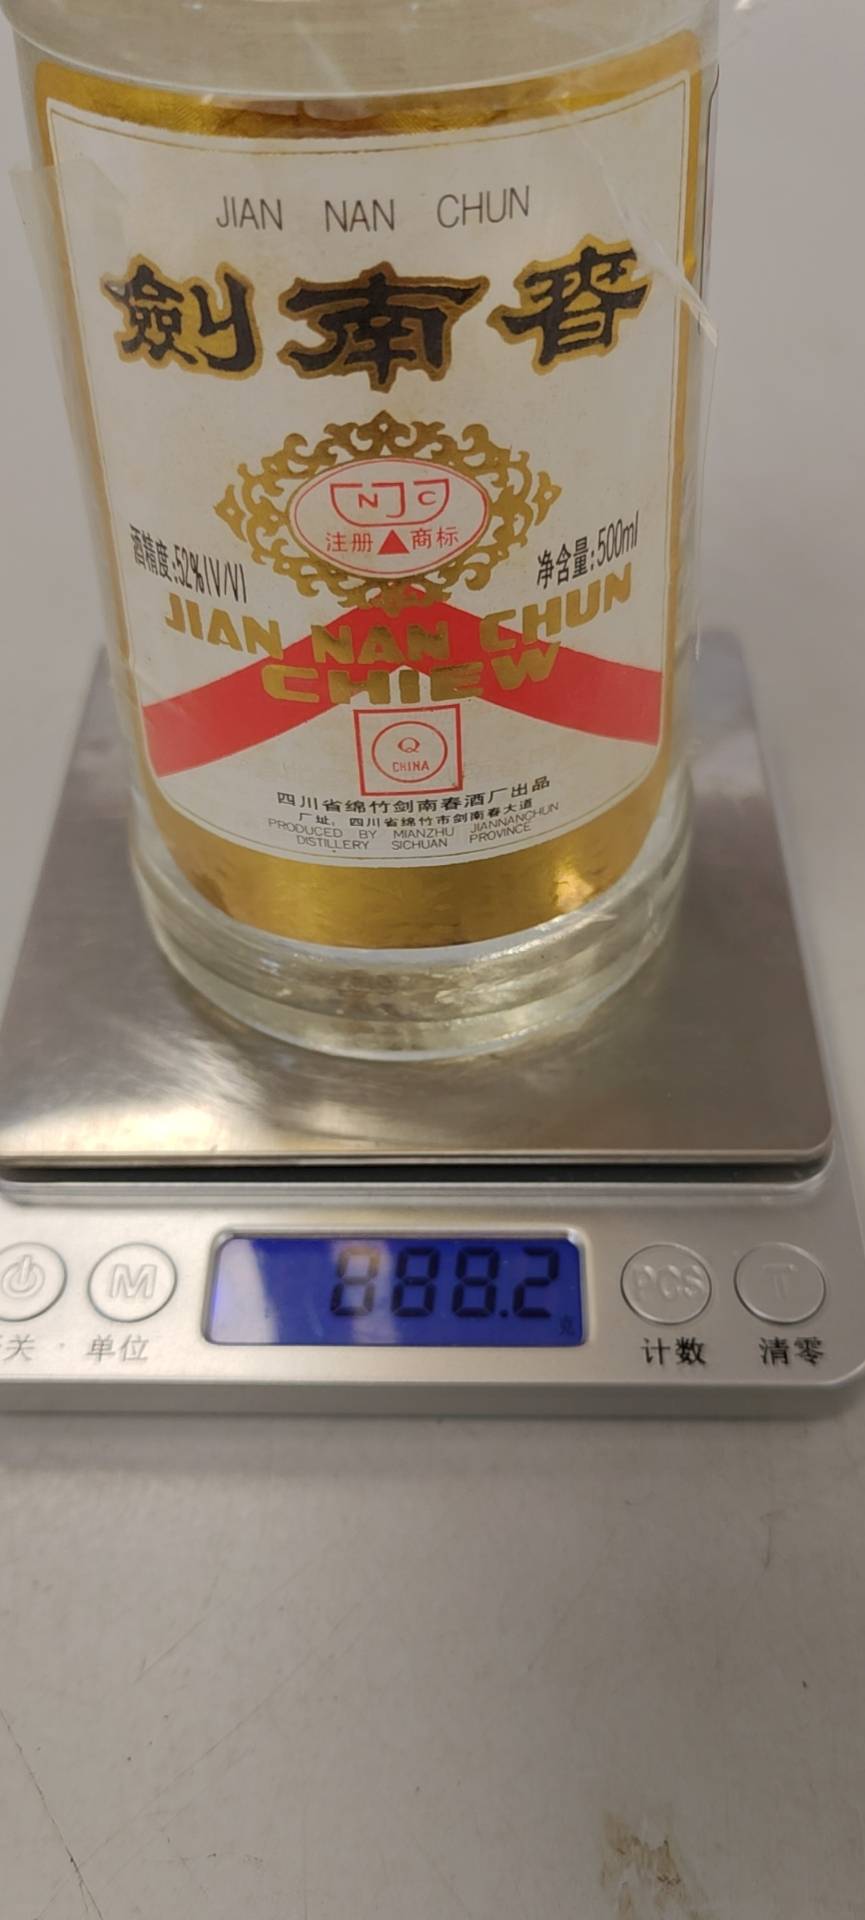 JIAN NAN CHUN
劍南春
NJC
注册 商标
酒精度:52%(V/V)
净含量:500ml
JIAN NAN CHUN
CHIEW
Q
CHINA
四川省绵竹剑南春酒厂出品
厂址：四川省绵竹市剑南春大道
PRODUCED BY MIANZHU JIANNANCHUN
DISTILLERY SICHUAN PROVINCE
888.2
克
M PCS T
关 单位 计数 清零